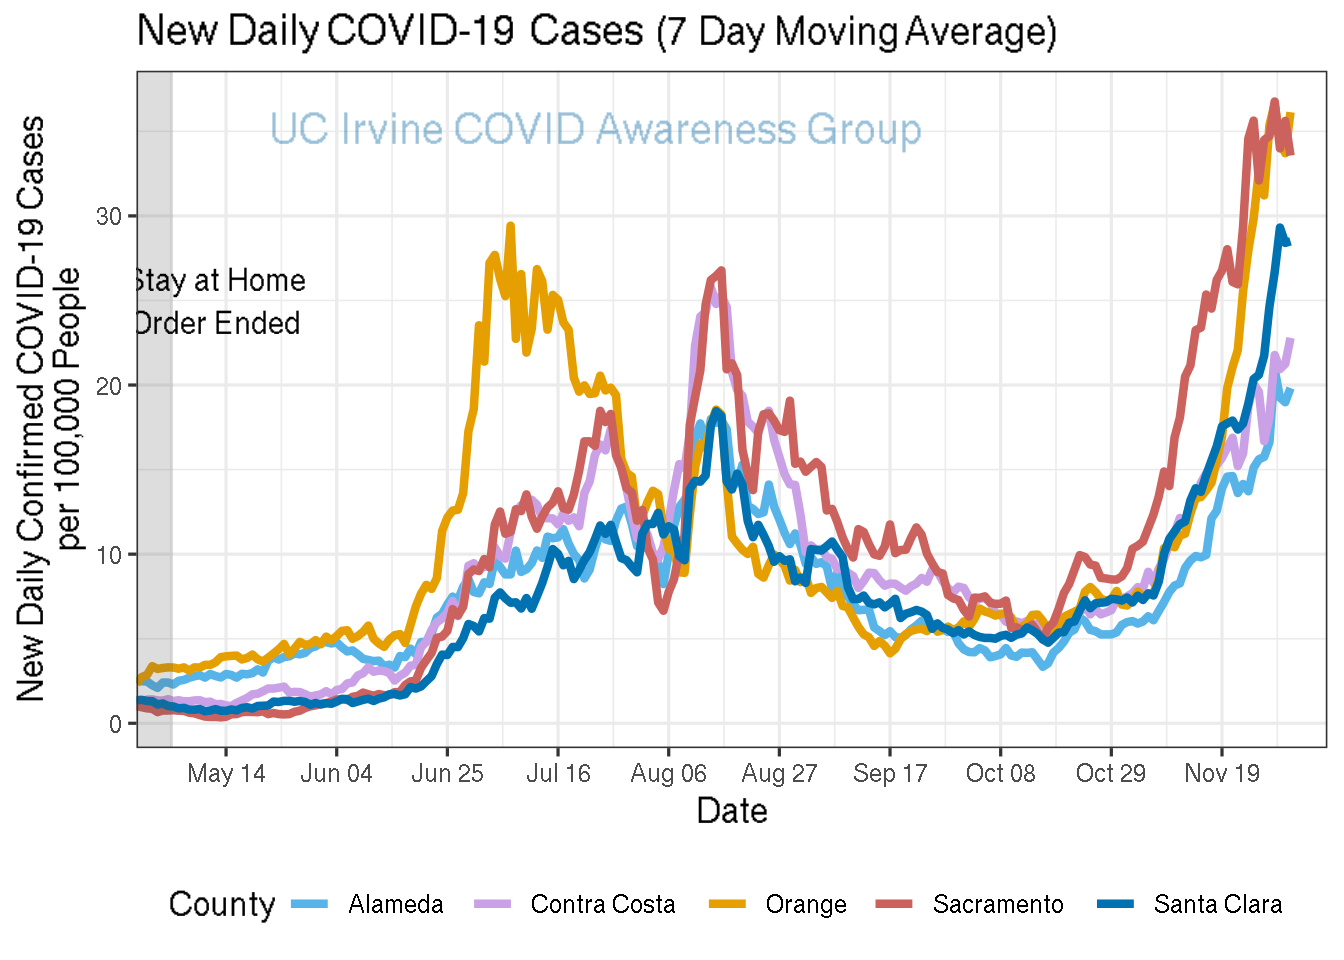 New Daily COVID-19 Cases (7 Day Moving Average)
UC Irvine COVID Awareness Group
New Daily Confirmed COVID-19 Cases
per 100,000 People
30
20
10
0
Stay at Home
Order Ended
May 14
Jun 04
Jun 25
Jul 16
Aug 06
Aug 27
Sep 17
Oct 08
Oct 29
Nov 19
Date
County
Alameda
Contra Costa
Orange
Sacramento
Santa Clara